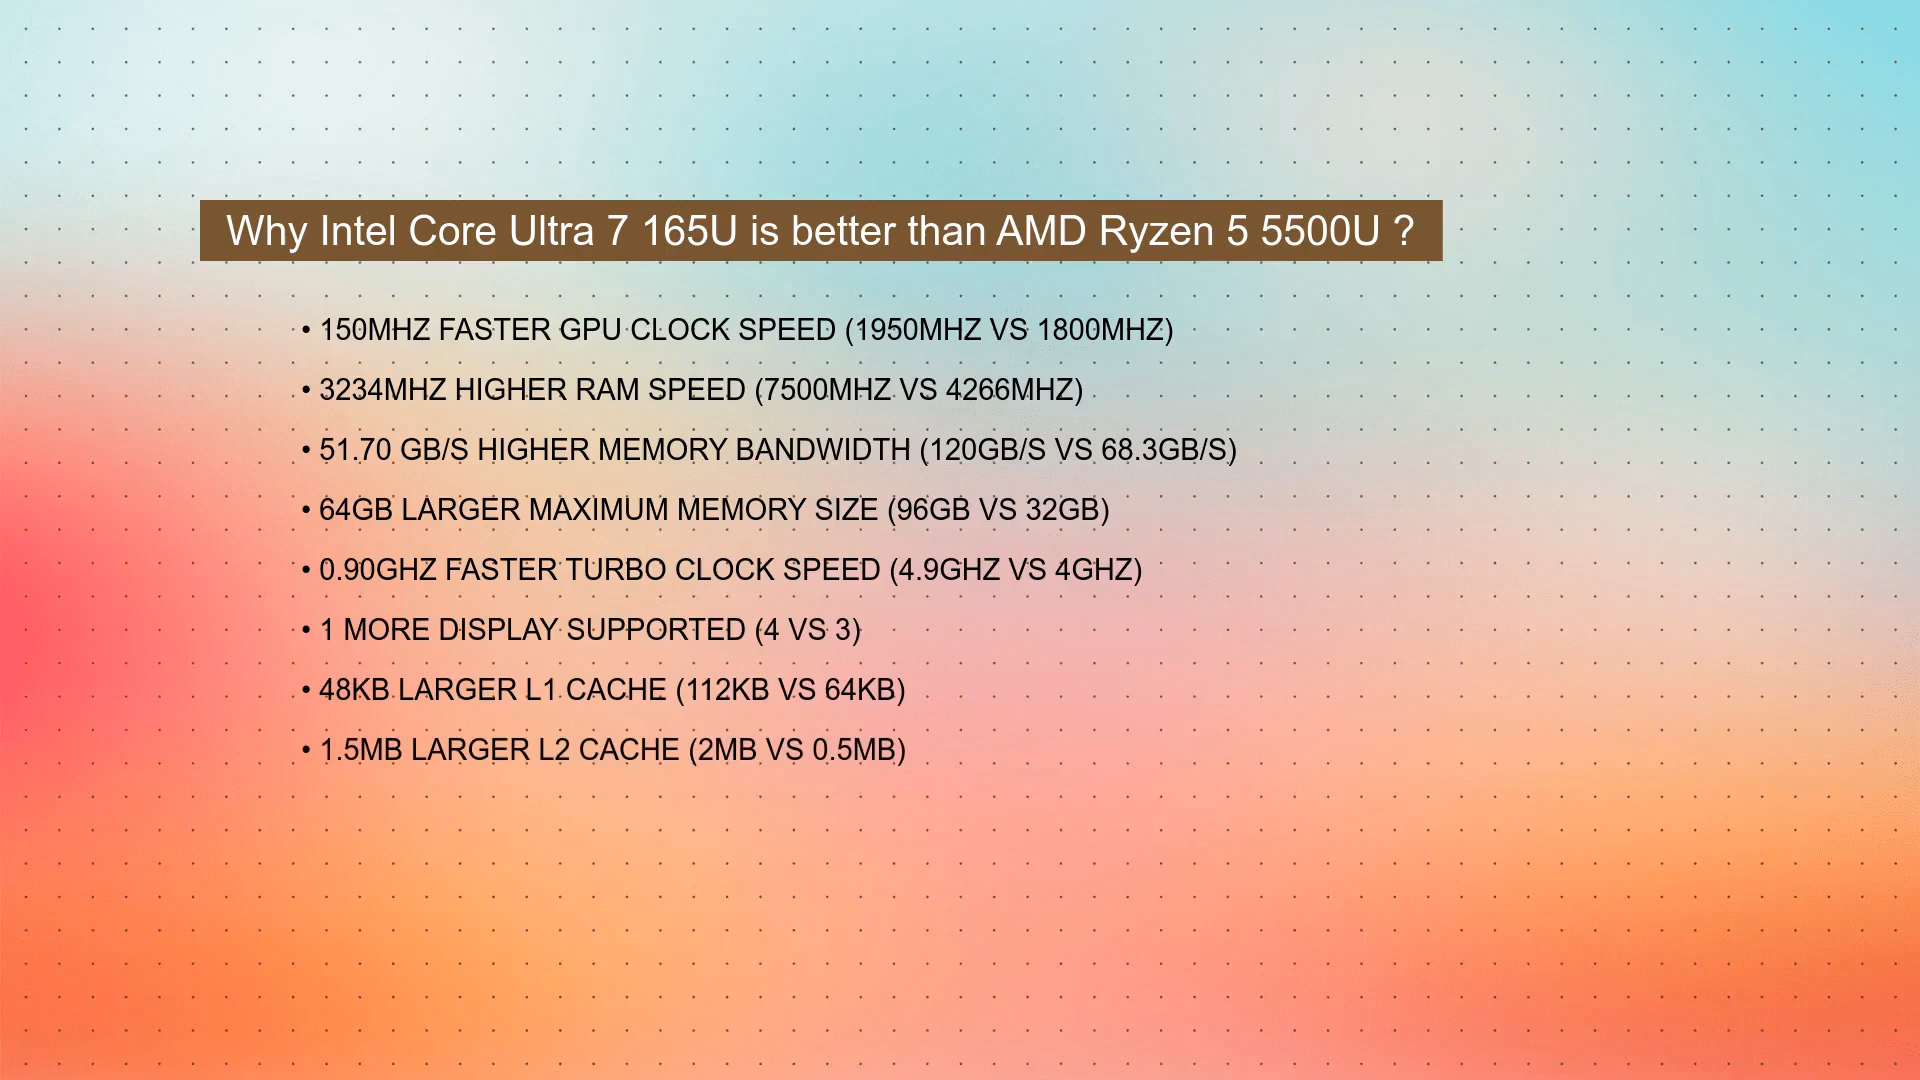 Why Intel Core Ultra 7 165U is better than AMD Ryzen 5 5500U ?
• 150MHZ FASTER GPU CLOCK SPEED (1950MHZ VS 1800MHZ)
• 3234MHZ HIGHER RAM SPEED (7500MHZ VS 4266MHZ)
• 51.70 GB/S HIGHER MEMORY BANDWIDTH (120GB/S VS 68.3GB/S)
• 64GB LARGER MAXIMUM MEMORY SIZE (96GB VS 32GB)
• 0.90GHZ FASTER TURBO CLOCK SPEED (4.9GHZ VS 4GHZ)
• 1 MORE DISPLAY SUPPORTED (4 VS 3)
• 48KB LARGER L1 CACHE (112KB VS 64KB)
• 1.5MB LARGER L2 CACHE (2MB VS 0.5MB)